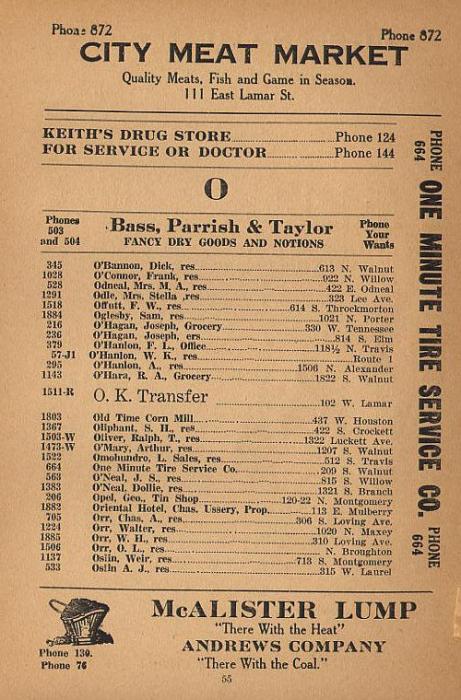 Phone 872 Phone 872
CITY MEAT MARKET
Quality Meats, Fish and Game in Season.
111 East Lamar St.
KEITH'S DRUG STORE Phone 124
FOR SERVICE OR DOCTOR Phone 144
O
Phones 503 and 504
Bass, Parrish & Taylor
FANCY DRY GOODS AND NOTIONS
Phone Your Wants
345 O'Bannon, Dick, res 613 N. Walnut
1028 O'Connor, Frank, res 922 N. Willow
528 Odneal, Mrs. M. A., res 422 E. Odneal
1291 Odle, Mrs. Stella ,res 323 Lee Ave.
1518 Offutt, F. W., res 614 S. Throckmorton
1884 Oglesby, Sam, res 1021 N. Porter
216 O'Hagan, Joseph, Grocery 330 W. Tennessee
236 O'Hagan, Joseph, ers 814 S. Elm
379 O'Hanlon, F. L., Office 118½ N. Travis
57-J1 O'Hanlon, W. K., res Route 1
295 O'Hanlon, A., res 1506 N. Alexander
1143 O'Hara, R. A., Grocery 1822 S. Walnut
1511-R O. K. Transfer 102 W. Lamar
1803 Old Time Corn Mill 437 W. Houston
1367 Oliphant, S. H., res 422 S. Crockett
1503-W Oliver, Ralph, T., res 1322 Luckett Ave.
1473-W O'Mary, Arthur, res 1207 S. Walnut
1522 Omohundro, L. Sales, res 512 S. Travis
664 One Minute Tire Service Co. 209 S. Walnut
563 O'Neal, J. S., res 815 S. Willow
1383 O'Neal, Dollie, res 1321 S. Branch
206 Opel, Geo., Tin Shop 120-22 N. Montgomery
1882 Oriental Hotel, Chas. Ussery, Prop. 113 E. Mulberry
705 Orr, Chas. A., res 306 S. Loving Ave.
1224 Orr, Walter, res 1020 N. Maxey
1885 Orr, W. H., res 310 Loving Ave.
1506 Orr, O. L., res N. Broughton
1137 Oslin, Weir, res 713 S. Montgomery
533 Oslin A. J., res 315 W. Laurel
PHONE 664 ONE MINUTE TIRE SERVICE CO. PHONE 664
McALISTER LUMP
"There With the Heat"
ANDREWS COMPANY
"There With the Coal."
Phone 130.
Phone 76
55